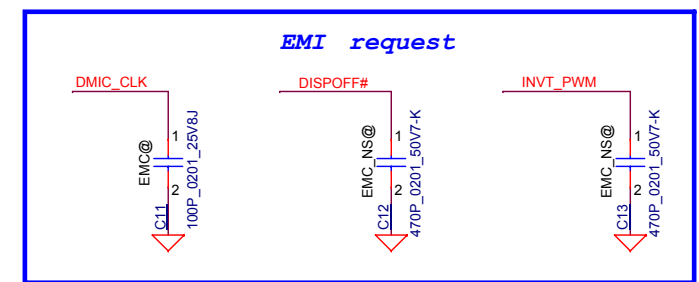 EMI request
DMIC_CLK
DISPOFF#
INVT_PWM
1
EMC@
100P_0201_25V8J
2
C11
1
EMC_NS@
470P_0201_50V7-K
2
C12
1
EMC_NS@
470P_0201_50V7-K
2
C13